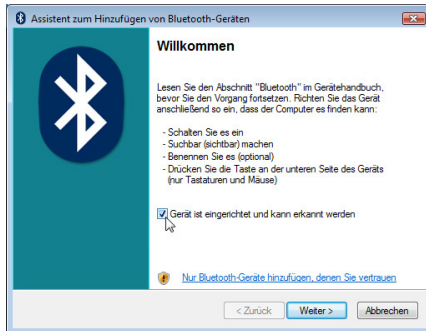 Assistent zum Hinzufügen von Bluetooth-Geräten
Willkommen
Lesen Sie den Abschnitt "Bluetooth" im Gerätehandbuch,
bevor Sie den Vorgang fortsetzen. Richten Sie das Gerät
anschließend so ein, dass der Computer es finden kann:
- Schalten Sie es ein
- Suchbar (sichtbar) machen
- Benennen Sie es (optional)
- Drücken Sie die Taste an der unteren Seite des Geräts
(nur Tastaturen und Mäuse)
Gerät ist eingerichtet und kann erkannt werden
Nur Bluetooth-Geräte hinzufügen, denen Sie vertrauen
< Zurück Weiter > Abbrechen